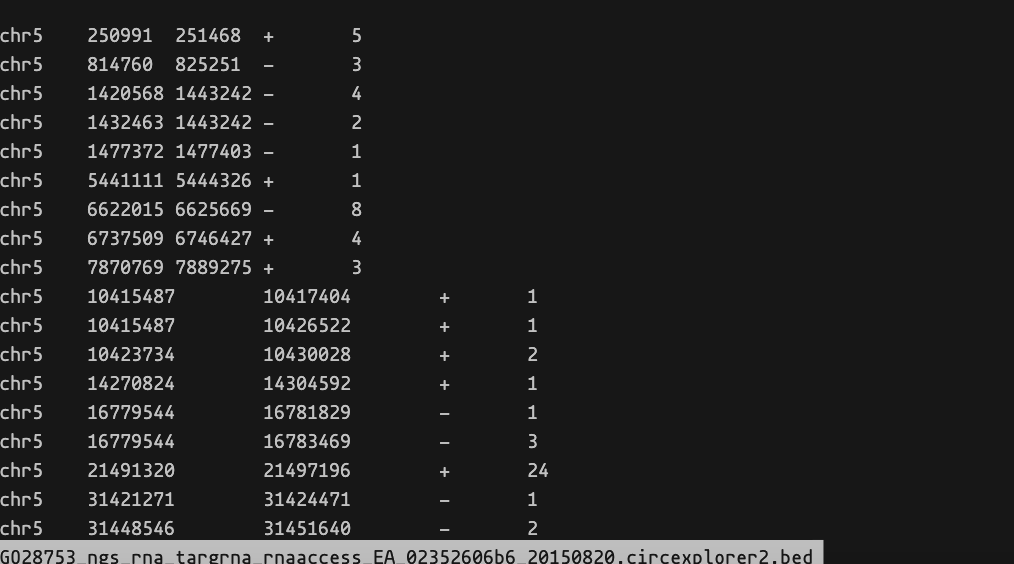 chr5 250991 251468 + 5
chr5 814760 825251 - 3
chr5 1420568 1443242 - 4
chr5 1432463 1443242 - 2
chr5 1477372 1477403 - 1
chr5 5441111 5444326 + 1
chr5 6622015 6625669 - 8
chr5 6737509 6746427 + 4
chr5 7870769 7889275 + 3
chr5 10415487 10417404 + 1
chr5 10415487 10426522 + 1
chr5 10423734 10430028 + 2
chr5 14270824 14304592 + 1
chr5 16779544 16781829 - 1
chr5 16779544 16783469 - 3
chr5 21491320 21497196 + 24
chr5 31421271 31424471 - 1
chr5 31448546 31451640 - 2
GO28753_ngs_rna_targrna_rnaaccess_EA_02352606b6_20150820.circexplorer2.bed